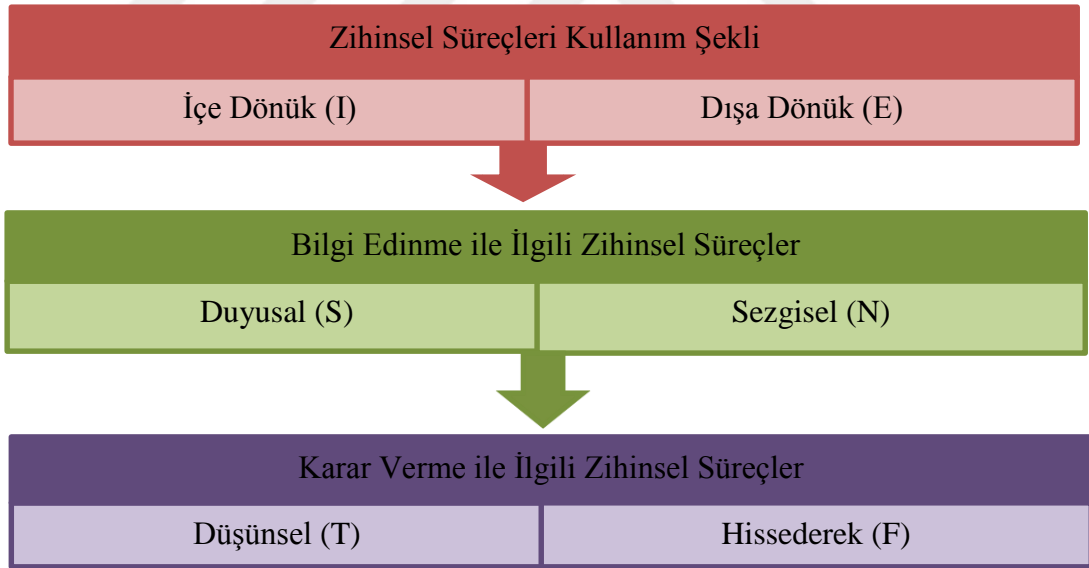 Zihinsel Süreçleri Kullanım Şekli
İçe Dönük (I)
Dışa Dönük (E)
Bilgi Edinme ile İlgili Zihinsel Süreçler
Duyusal (S)
Sezgisel (N)
Karar Verme ile İlgili Zihinsel Süreçler
Düşünsel (T)
Hissederek (F)